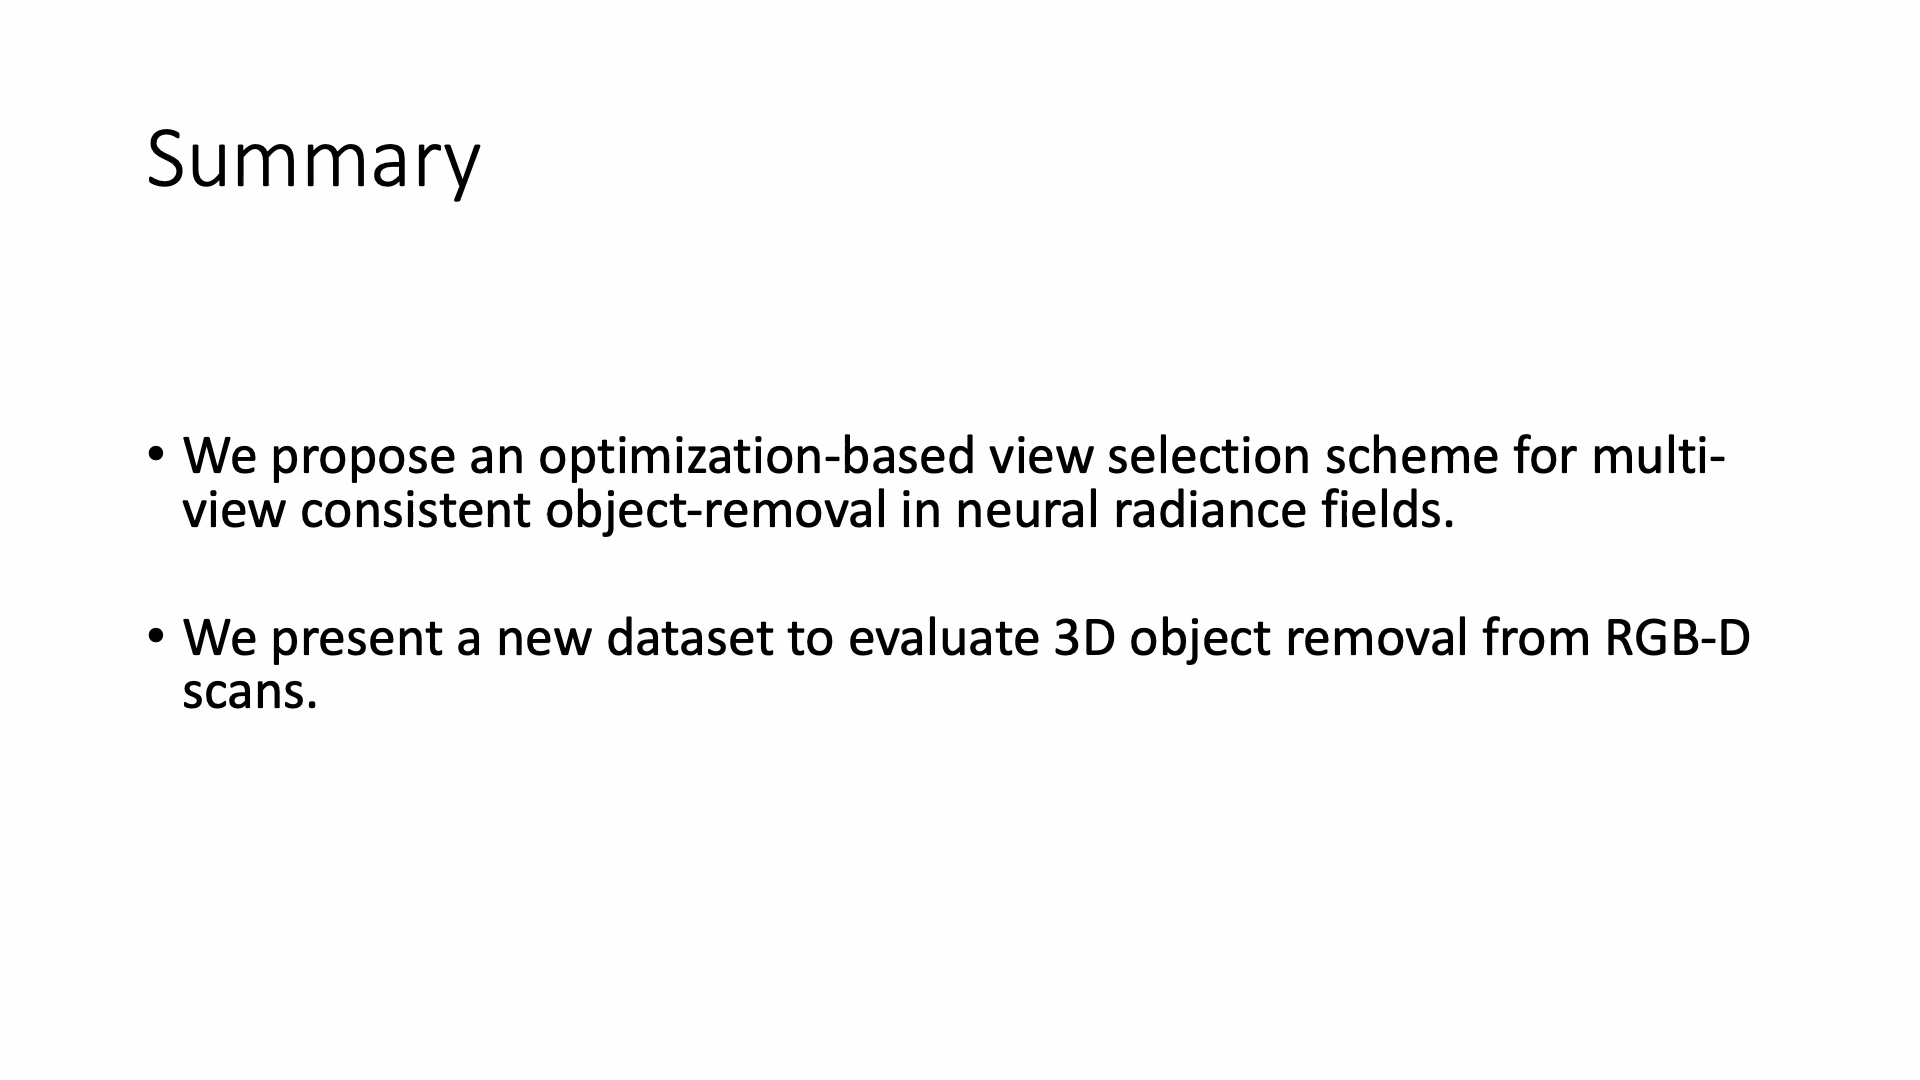 Summary
• We propose an optimization-based view selection scheme for multi-
view consistent object-removal in neural radiance fields.
• We present a new dataset to evaluate 3D object removal from RGB-D
scans.